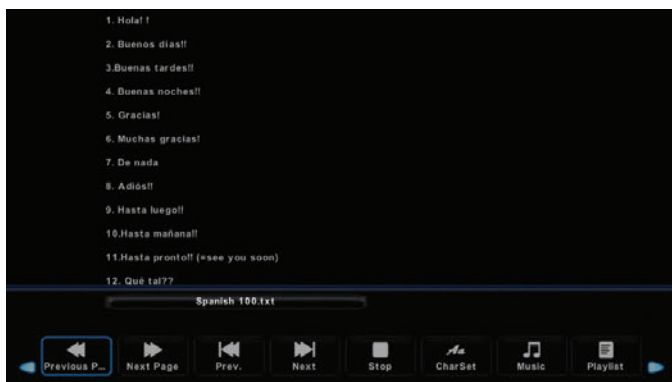 1. Hola! !
2. Buenos días!!
3.Buenas tardes!!
4. Buenas noches!!
5. Gracias!
6. Muchas gracias!
7. De nada
8. Adiós!!
9. Hasta luego!!
10.Hasta mañana!!
11.Hasta pronto!! (=see you soon)
12. Qué tal??
Spanish 100.txt
Previous P... Next Page Prev. Next Stop CharSet Music Playlist